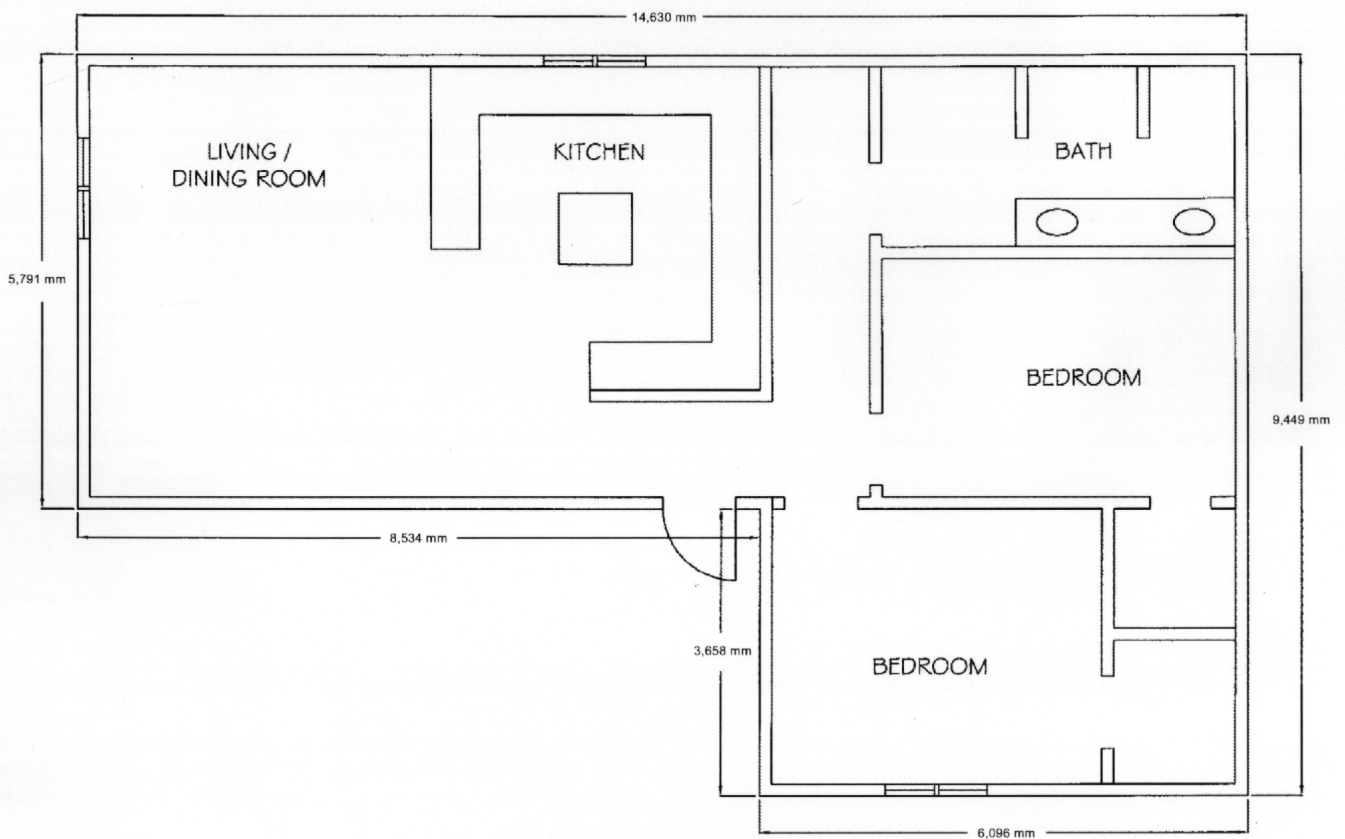 14,630 mm
LIVING /
DINING ROOM
KITCHEN
BATH
5,791 mm
BEDROOM
9,449 mm
8,534 mm
3,658 mm
BEDROOM
6,096 mm